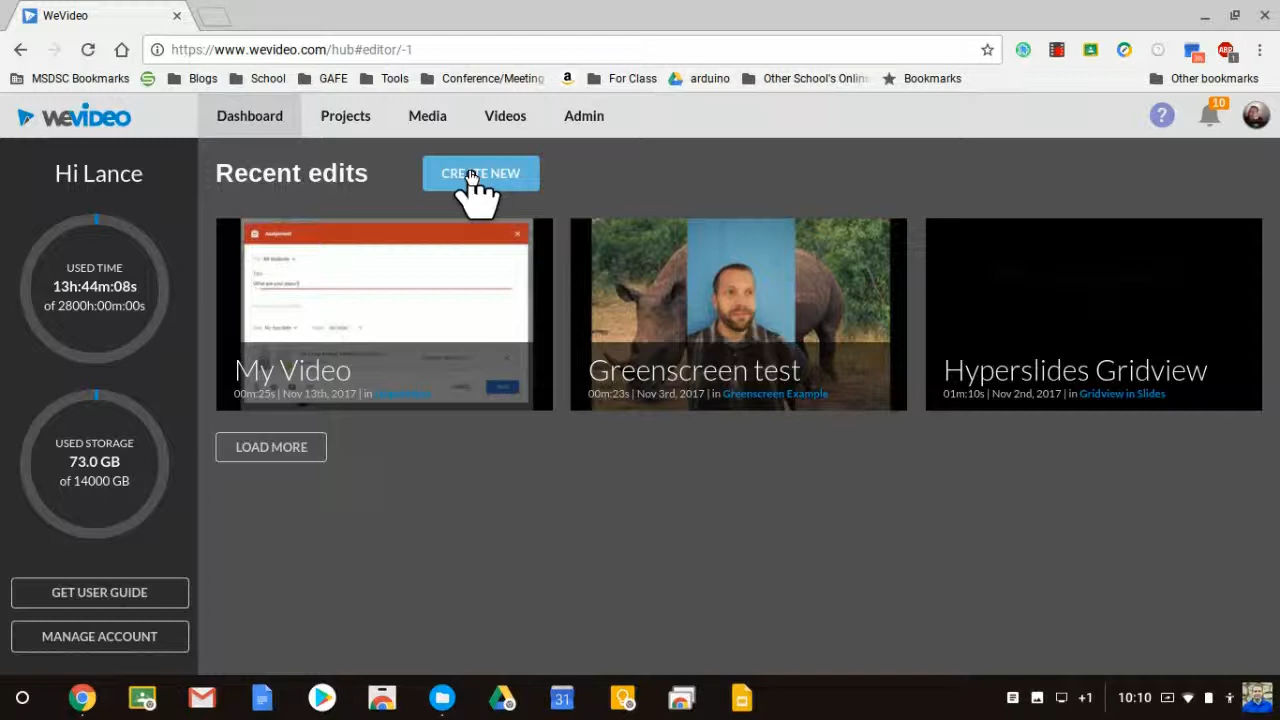 WeVideo
https://www.wevideo.com/hub#editor/-1
MSDSC Bookmarks Blogs School GAFE Tools Conference/Meeting For Class arduino Other School's Onlin Bookmarks Other bookmarks
WEVIDEO Dashboard Projects Media Videos Admin ? 10
Hi Lance
Recent edits CREATE NEW
USED TIME
13h:44m:08s
of 2800h:00m:00s
My Video
00m:25s | Nov 13th, 2017 | in
Greenscreen test
00m:23s | Nov 3rd, 2017 | in Greenscreen Example
Hyperslides Gridview
01m:10s | Nov 2nd, 2017 | in Gridview in Slides
LOAD MORE
USED STORAGE
73.0 GB
of 14000 GB
GET USER GUIDE
MANAGE ACCOUNT
31 +1 10:10